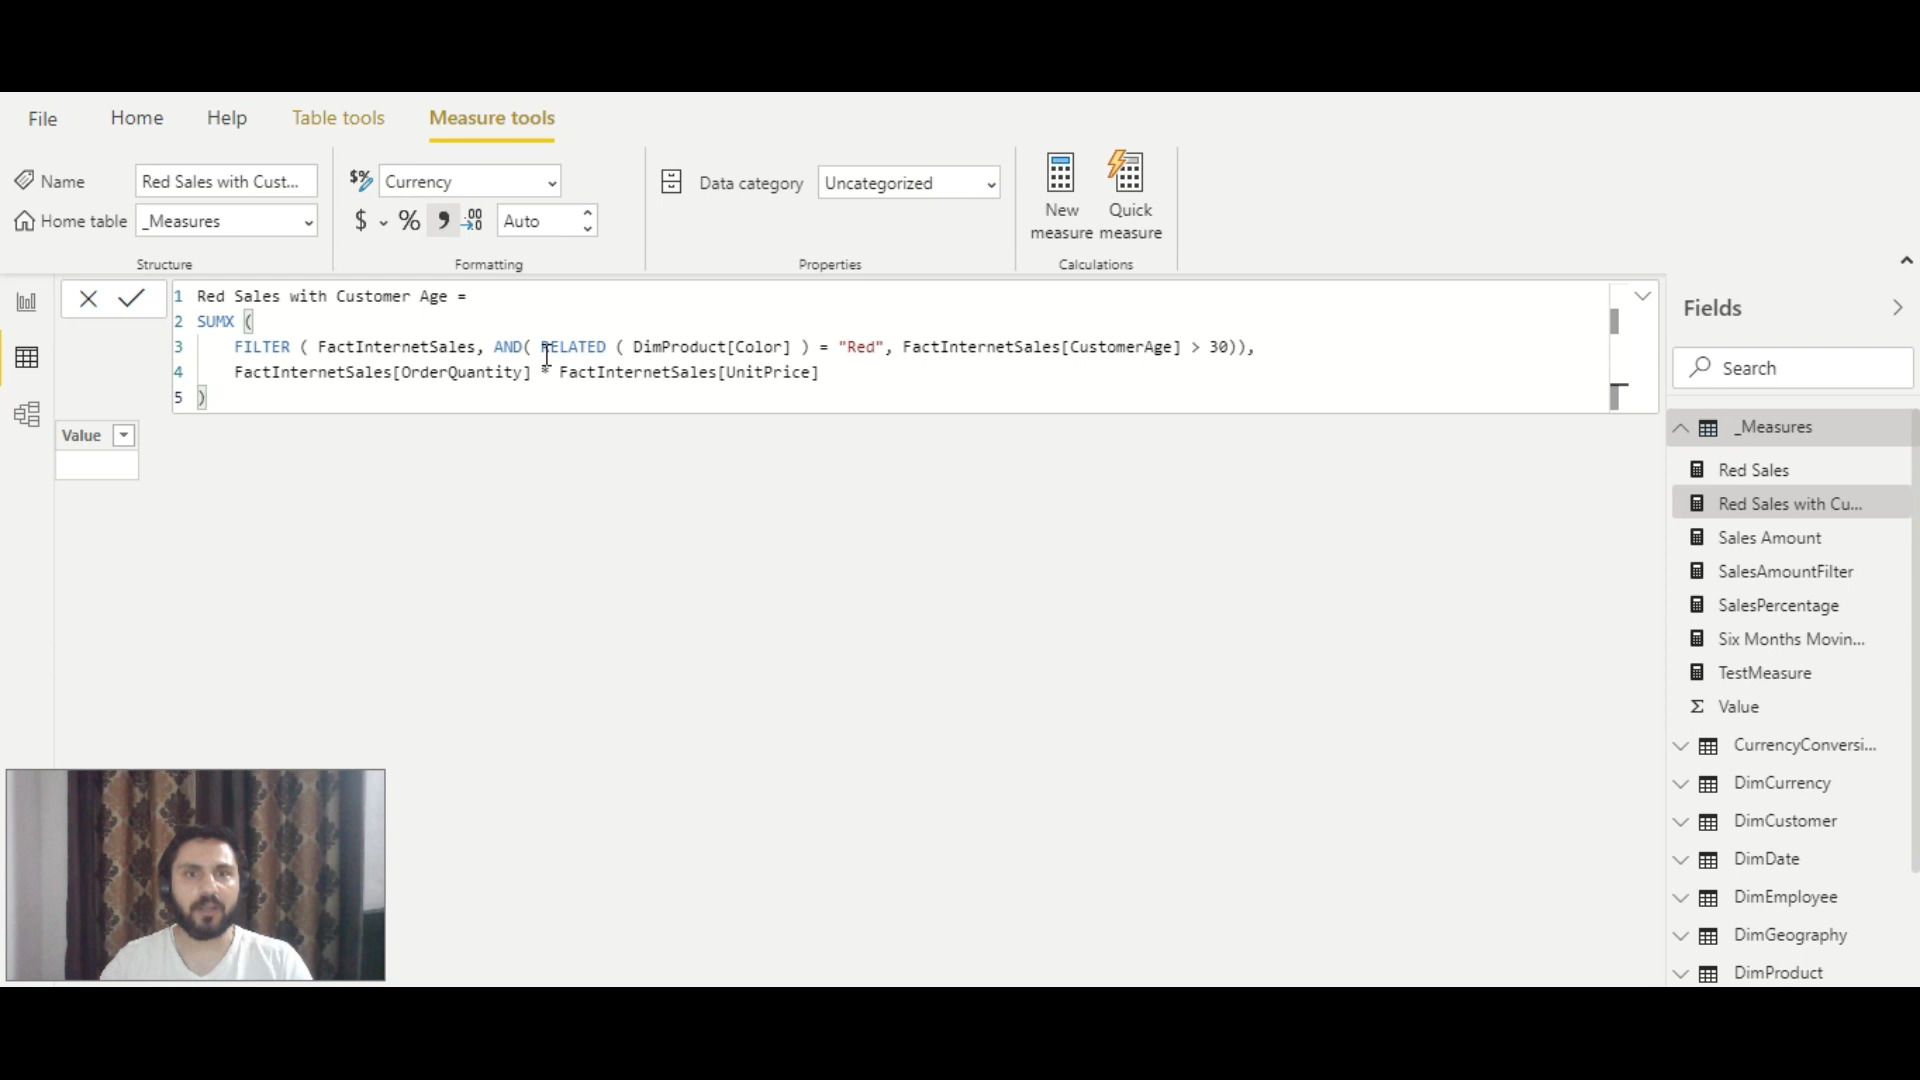 File Home Help Table tools Measure tools
Name Red Sales with Cust... $% Currency Data category Uncategorized New measure Quick measure
Home table _Measures $ % , .00 →0 Auto
Structure Formatting Properties Calculations
1 Red Sales with Customer Age =
2 SUMX (
3 FILTER ( FactInternetSales, AND( RELATED ( DimProduct[Color] ) = "Red", FactInternetSales[CustomerAge] > 30)),
4 FactInternetSales[OrderQuantity] * FactInternetSales[UnitPrice]
5 )
Value
Fields
Search
_Measures
Red Sales
Red Sales with Cu...
Sales Amount
SalesAmountFilter
SalesPercentage
Six Months Movin...
TestMeasure
Σ Value
CurrencyConversi...
DimCurrency
DimCustomer
DimDate
DimEmployee
DimGeography
DimProduct